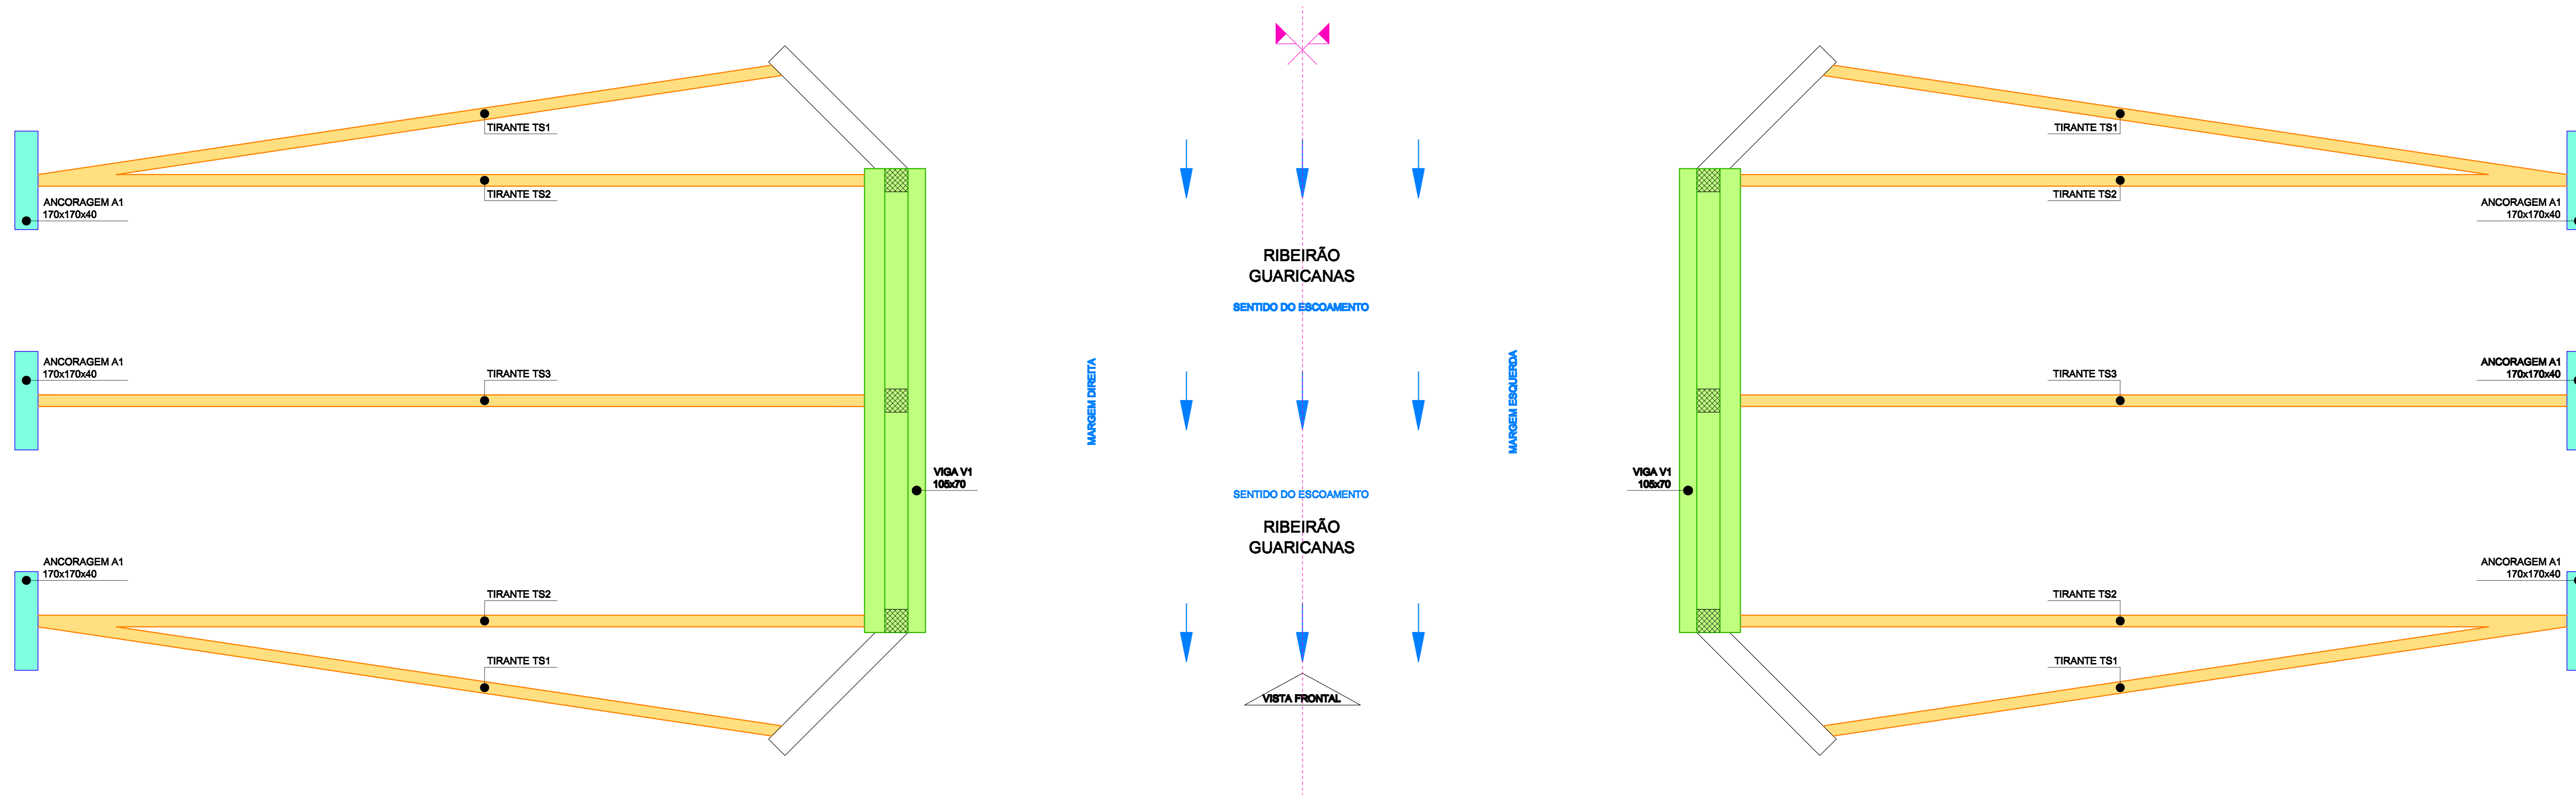 TIRANTE TS1
TIRANTE TS1
TIRANTE TS2
TIRANTE TS2
ANCORAGEM A1
170x170x40
ANCORAGEM A1
170x170x40
RIBEIRÃO
GUARICANAS
SENTIDO DO ESCOAMENTO
ANCORAGEM A1
170x170x40
TIRANTE TS3
MARGEM DIREITA
MARGEM ESQUERDA
TIRANTE TS3
ANCORAGEM A1
170x170x40
VIGA V1
105x70
VIGA V1
105x70
SENTIDO DO ESCOAMENTO
RIBEIRÃO
GUARICANAS
ANCORAGEM A1
170x170x40
ANCORAGEM A1
170x170x40
TIRANTE TS2
TIRANTE TS2
TIRANTE TS1
TIRANTE TS1
VISTA FRONTAL